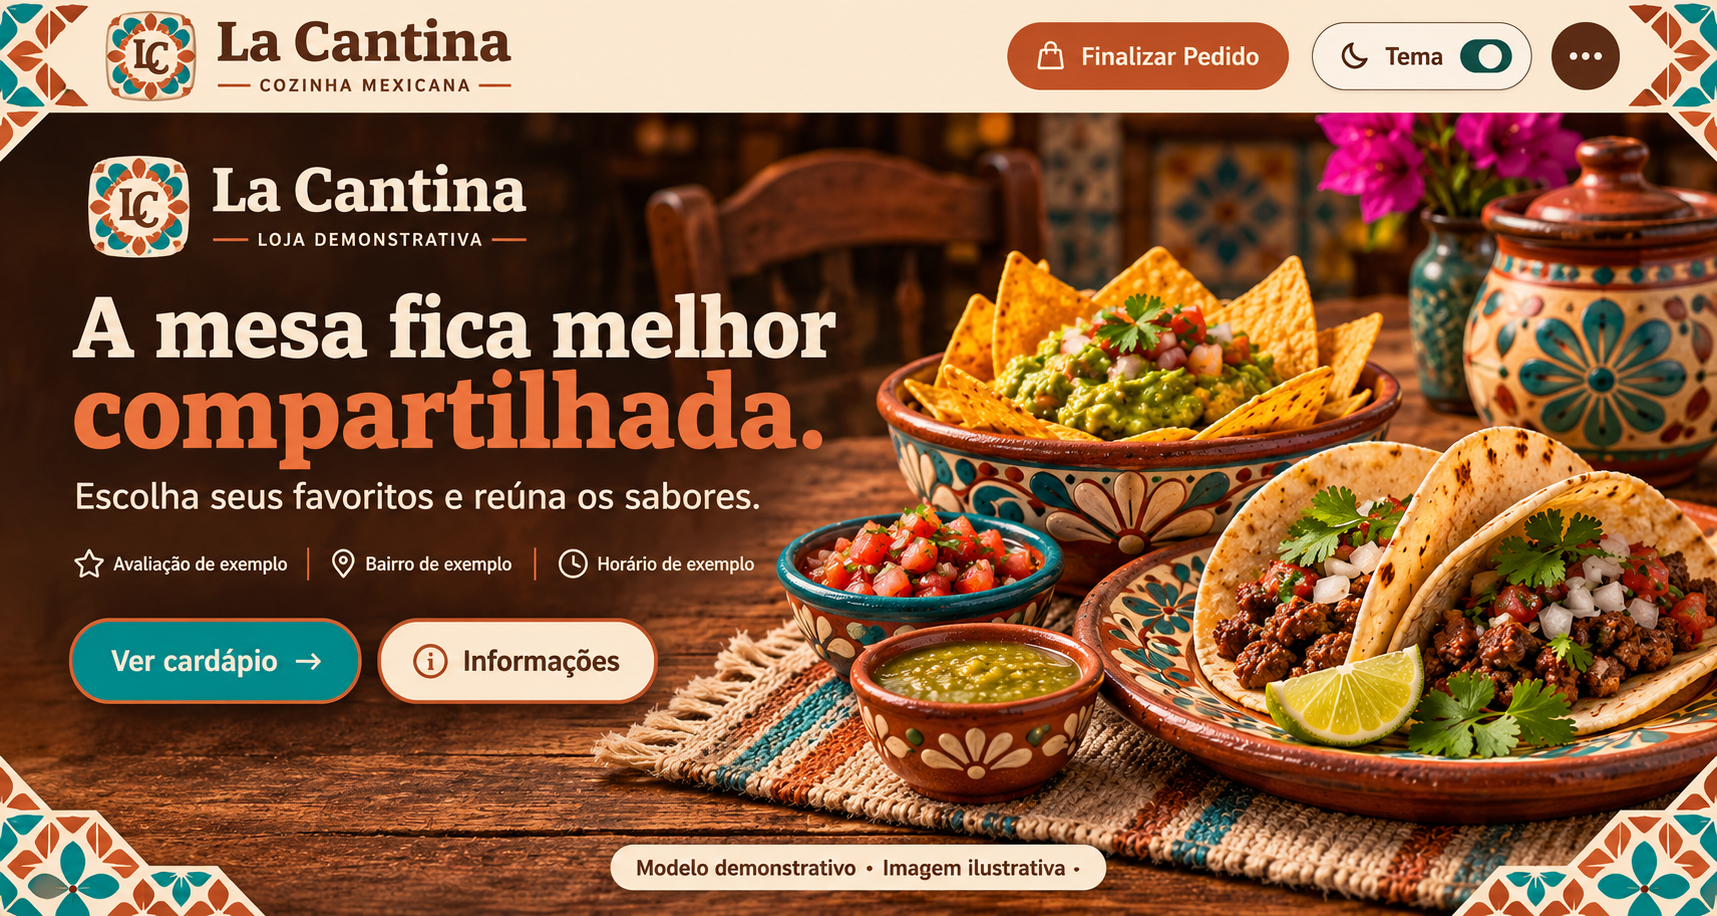 LC
La Cantina
COZINHA MEXICANA
Finalizar Pedido
Tema
LC
La Cantina
LOJA DEMONSTRATIVA
A mesa fica melhor
compartilhada.
Escolha seus favoritos e reúna os sabores.
Avaliação de exemplo
Bairro de exemplo
Horário de exemplo
Ver cardápio →
Informações
Modelo demonstrativo • Imagem ilustrativa •